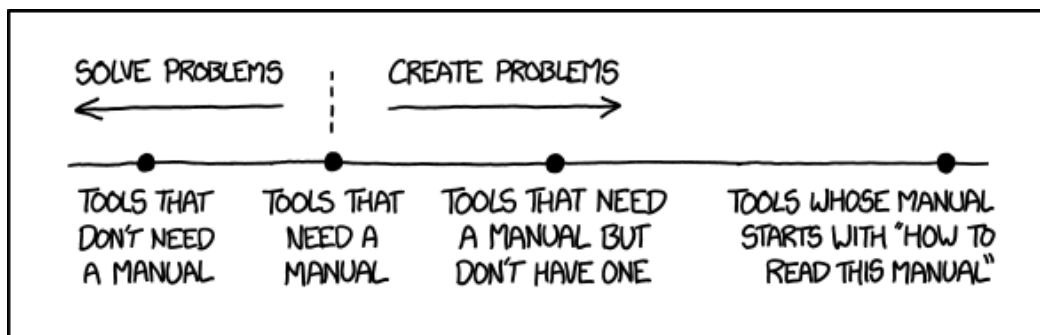 SOLVE PROBLEMS
CREATE PROBLEMS
TOOLS THAT
DON'T NEED
A MANUAL
TOOLS THAT
NEED A
MANUAL
TOOLS THAT NEED
A MANUAL BUT
DON'T HAVE ONE
TOOLS WHOSE MANUAL
STARTS WITH "HOW TO
READ THIS MANUAL"